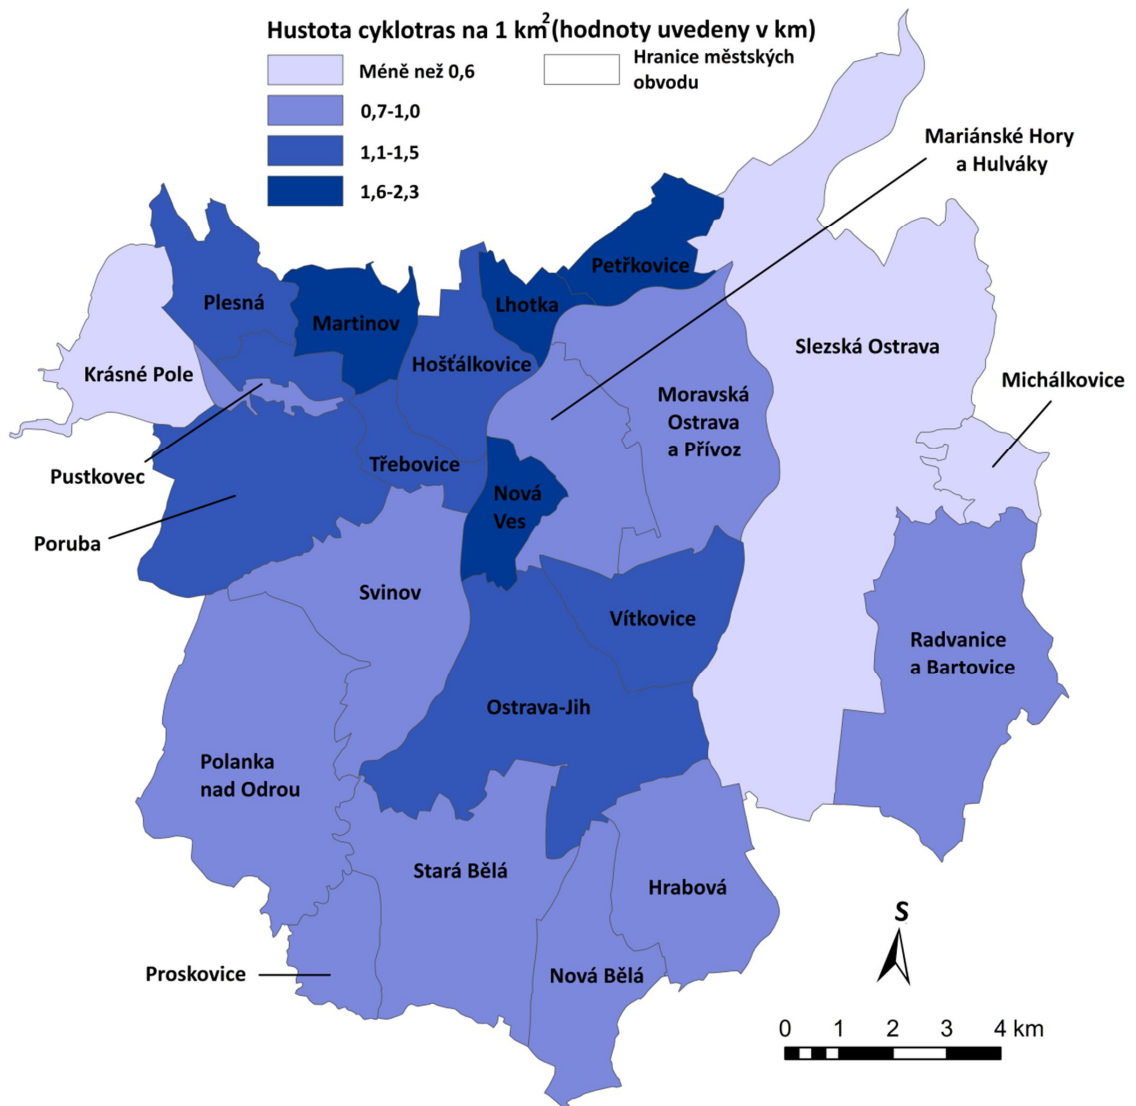 Hustota cyklotras na 1 km²(hodnoty uvedeny v km)
Méně než 0,6
0,7-1,0
1,1-1,5
1,6-2,3
Hranice městských
obvodu
Mariánské Hory
a Hulváky
Petřkovice
Plesná
Lhotka
Martinov
Slezská Ostrava
Hošťálkovice
Krásné Pole
Michálkovice
Moravská
Ostrava
a Přívoz
Třebovice
Pustkovec
Nová
Ves
Poruba
Svinov
Vítkovice
Radvanice
a Bartovice
Ostrava-Jih
Polanka
nad Odrou
Stará Bělá
Hrabová
S
Proskovice
Nová Bělá
0 1 2 3 4 km